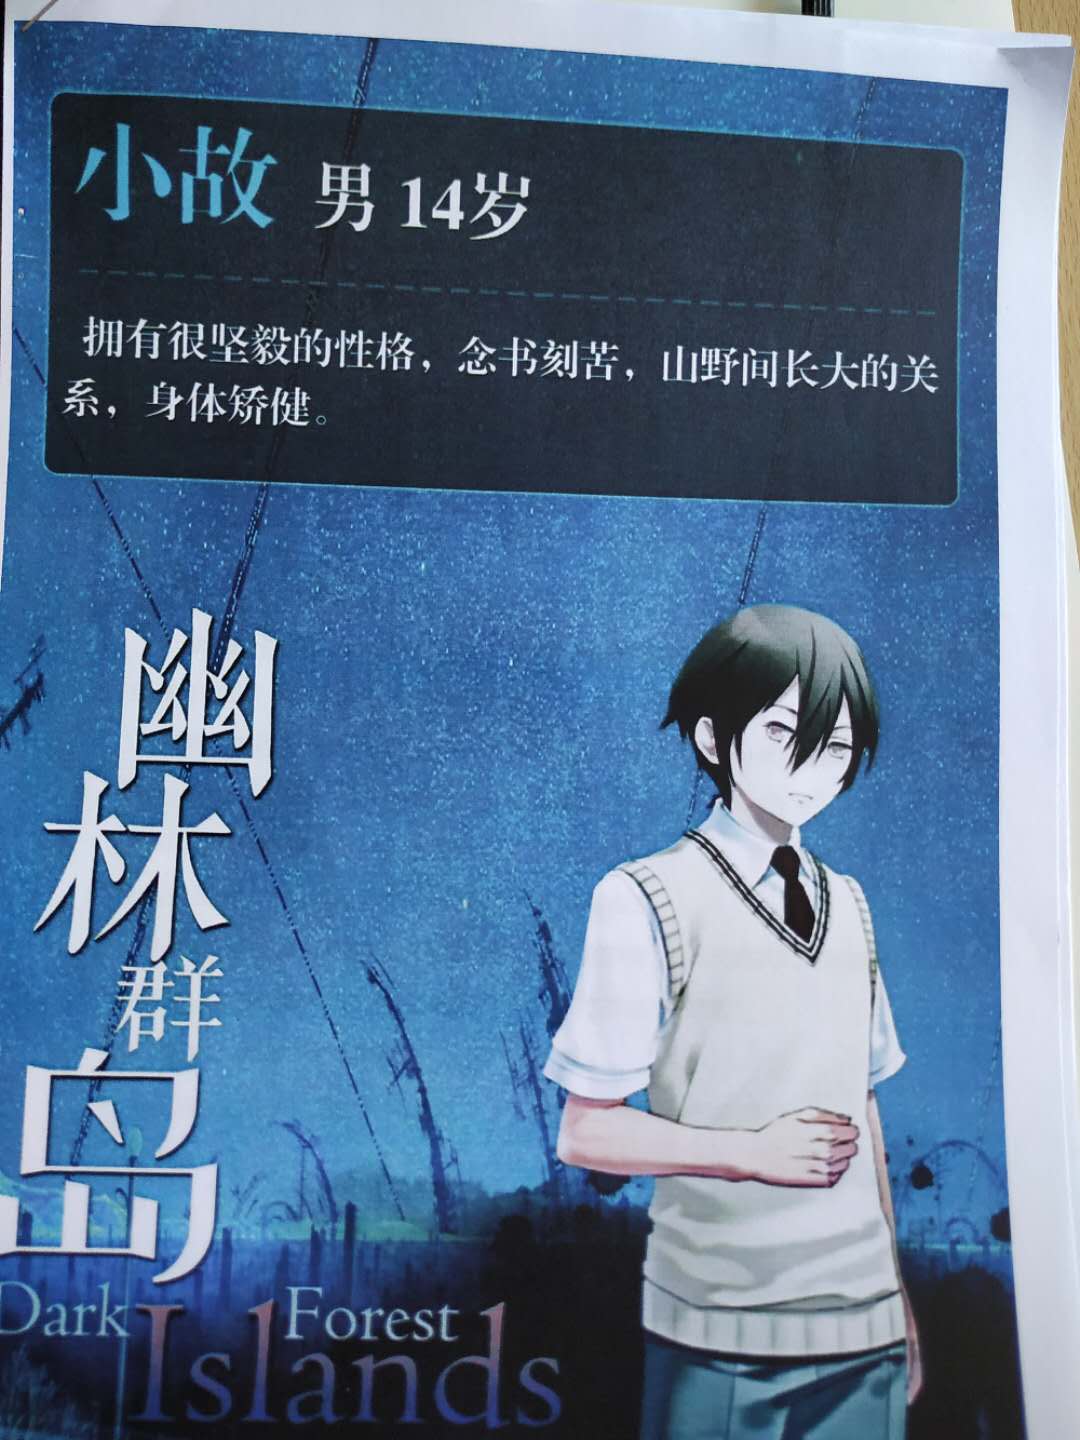 小故 男 14岁
拥有很坚毅的性格，念书刻苦，山野间长大的关
系，身体矫健。
幽
林
群
岛
Dark Forest
Islands